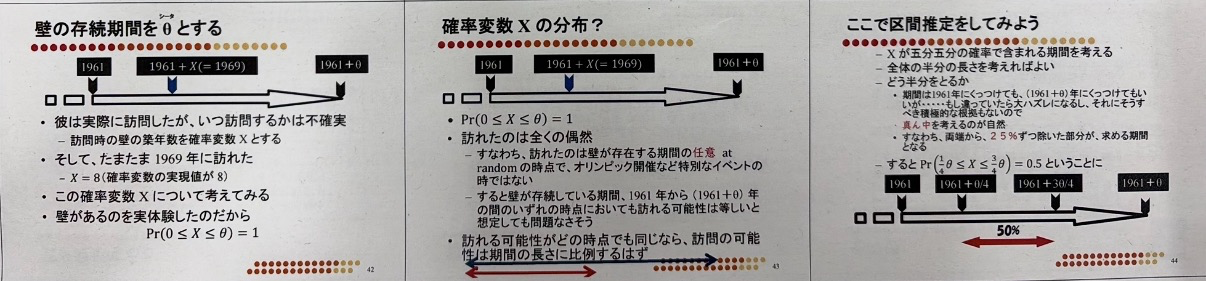 壁の存続期間を θ とする
シータ
1961
1961 + X(= 1969)
1961+θ
• 彼は実際に訪問したが、いつ訪問するかは不確実
– 訪問時の壁の築年数を確率変数 X とする
• そして、たまたま 1969 年に訪れた
– X = 8(確率変数の実現値が 8)
• この確率変数 X について考えてみる
• 壁があるのを実体験したのだから
Pr(0 ≤ X ≤ θ) = 1
42
確率変数 X の分布？
1961
1961 + X(= 1969)
1961+θ
• Pr(0 ≤ X ≤ θ) = 1
• 訪れたのは全くの偶然
– すなわち、訪れたのは壁が存在する期間の任意 at
random の時点で、オリンピック開催など特別なイベントの
時ではない
– すると壁が存続している期間、1961 年から (1961+θ) 年
の間のいずれの時点においても訪れる可能性は等しいと
想定しても問題なさそう
• 訪れる可能性がどの時点でも同じなら、訪問の可能
性は期間の長さに比例するはず
43
ここで区間推定をしてみよう
– X が五分五分の確率で含まれる期間を考える
– 全体の半分の長さを考えればよい
– どう半分をとるか
• 期間は1961年にくっつけても、(1961+θ) 年にくっつけてもい
いが・・・・・もし違っていたら大ハズレになるし、それにそうす
べき積極的な根拠もないので
• 真ん中を考えるのが自然
• すなわち、両端から、２５％ずつ除いた部分が、求める期間
となる
– すると Pr(1/4 θ ≤ X ≤ 3/4 θ) = 0.5 ということに
1961
1961+θ/4
1961+3θ/4
1961+θ
50%
44